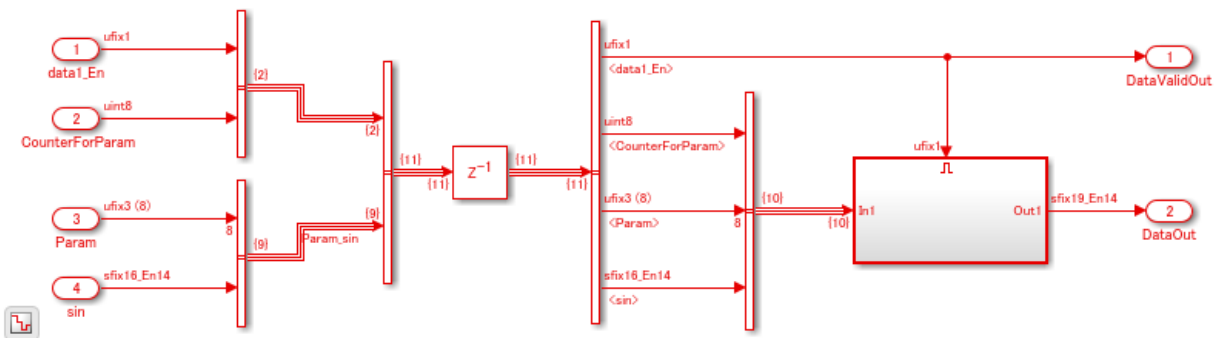 1
ufix1
data1_En
{2}
2
uint8
CounterForParam
{2}
3
ufix3 (8)
8
Param
{9}
{9}
Param_sin
4
sfix16_En14
sin
{11}
{11}
Z⁻¹
{11}
{11}
ufix1
<data1_En>
uint8
<CounterForParam>
ufix3 (8)
<Param>
8
sfix16_En14
<sin>
{10}
{10}
ufix1
In1
Out1
sfix19_En14
1
DataValidOut
2
DataOut